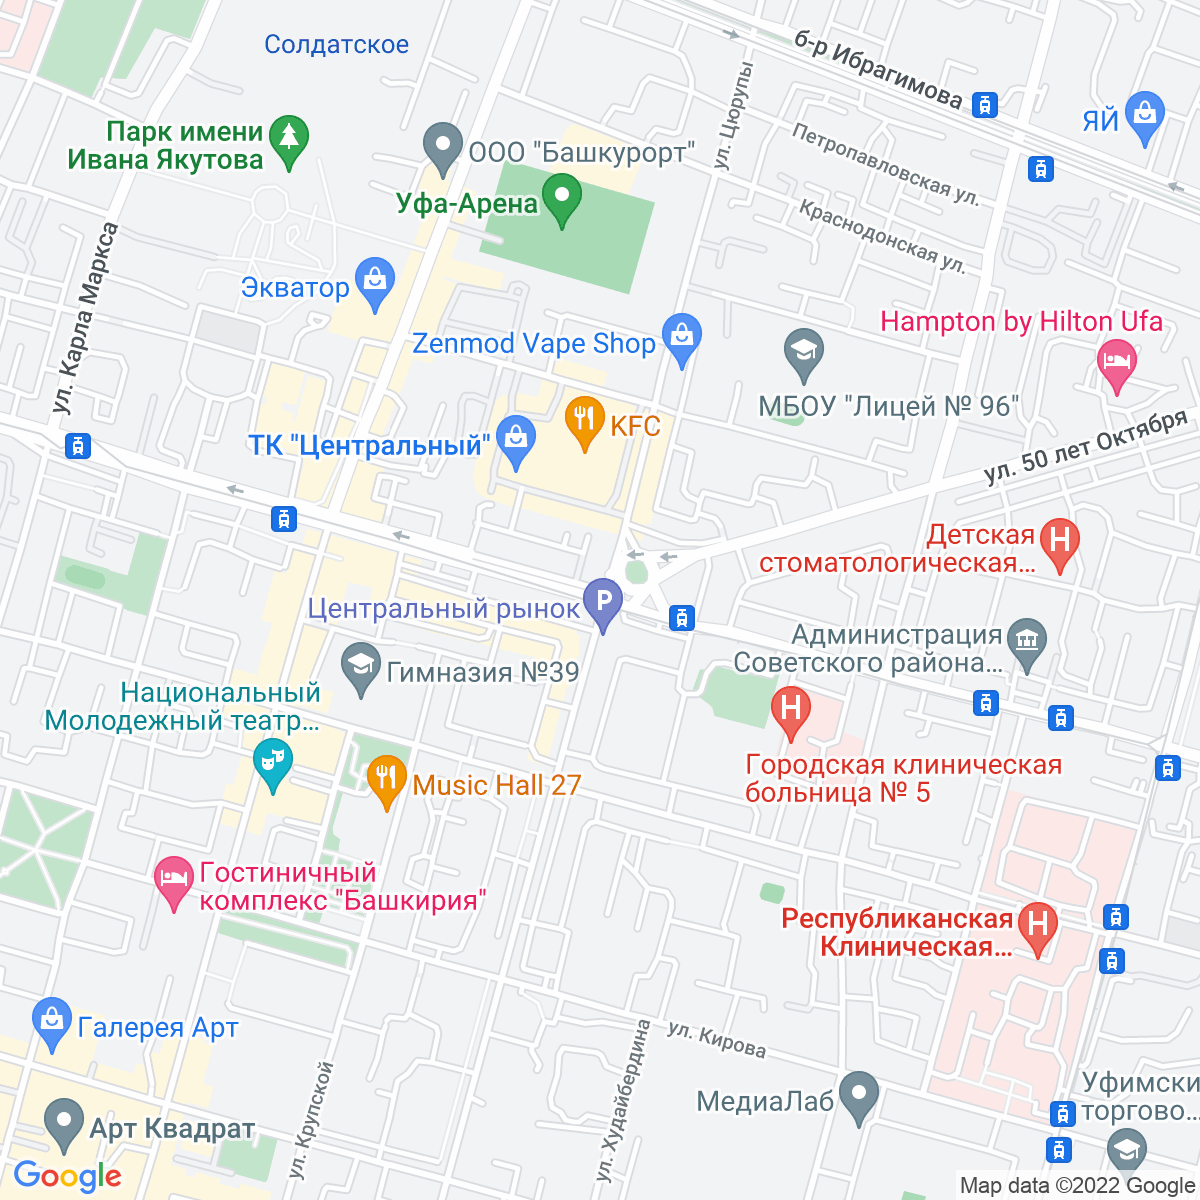 Солдатское
б-р Ибрагимова
ул. Цюрупы
ЯЙ
Парк имени
Ивана Якутова
ООО "Башкурорт"
Петропавловская ул.
Уфа-Арена
Краснодонская ул.
ул. Карла Маркса
Экватор
Hampton by Hilton Ufa
Zenmod Vape Shop
МБОУ "Лицей № 96"
KFC
ТК "Центральный"
ул. 50 лет Октября
Детская
стоматологическая...
Центральный рынок
P
Администрация
Советского района...
Гимназия №39
Национальный
Молодежный театр...
H
H
Городская клиническая
больница № 5
Music Hall 27
Гостиничный
комплекс "Башкирия"
Республиканская
Клиническая...
H
Галерея Арт
ул. Кирова
ул. Худайбердина
ул. Крупской
МедиаЛаб
Уфимски
торгово...
Арт Квадрат
Google
Map data ©2022 Google